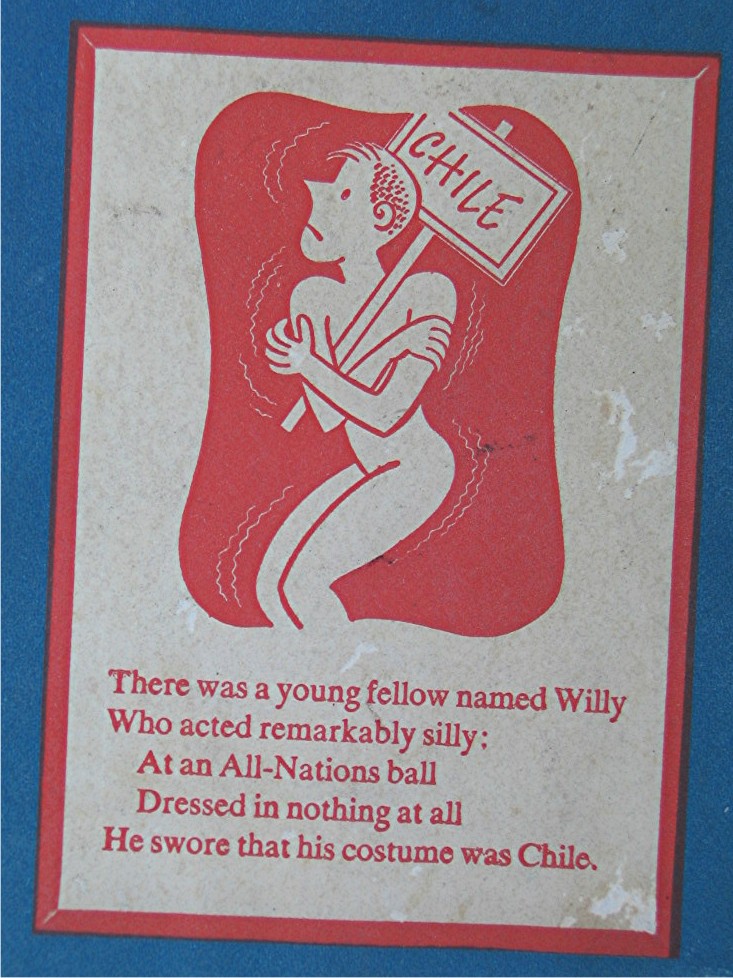 CHILE
There was a young fellow named Willy
Who acted remarkably silly;
At an All-Nations ball
Dressed in nothing at all
He swore that his costume was Chile.